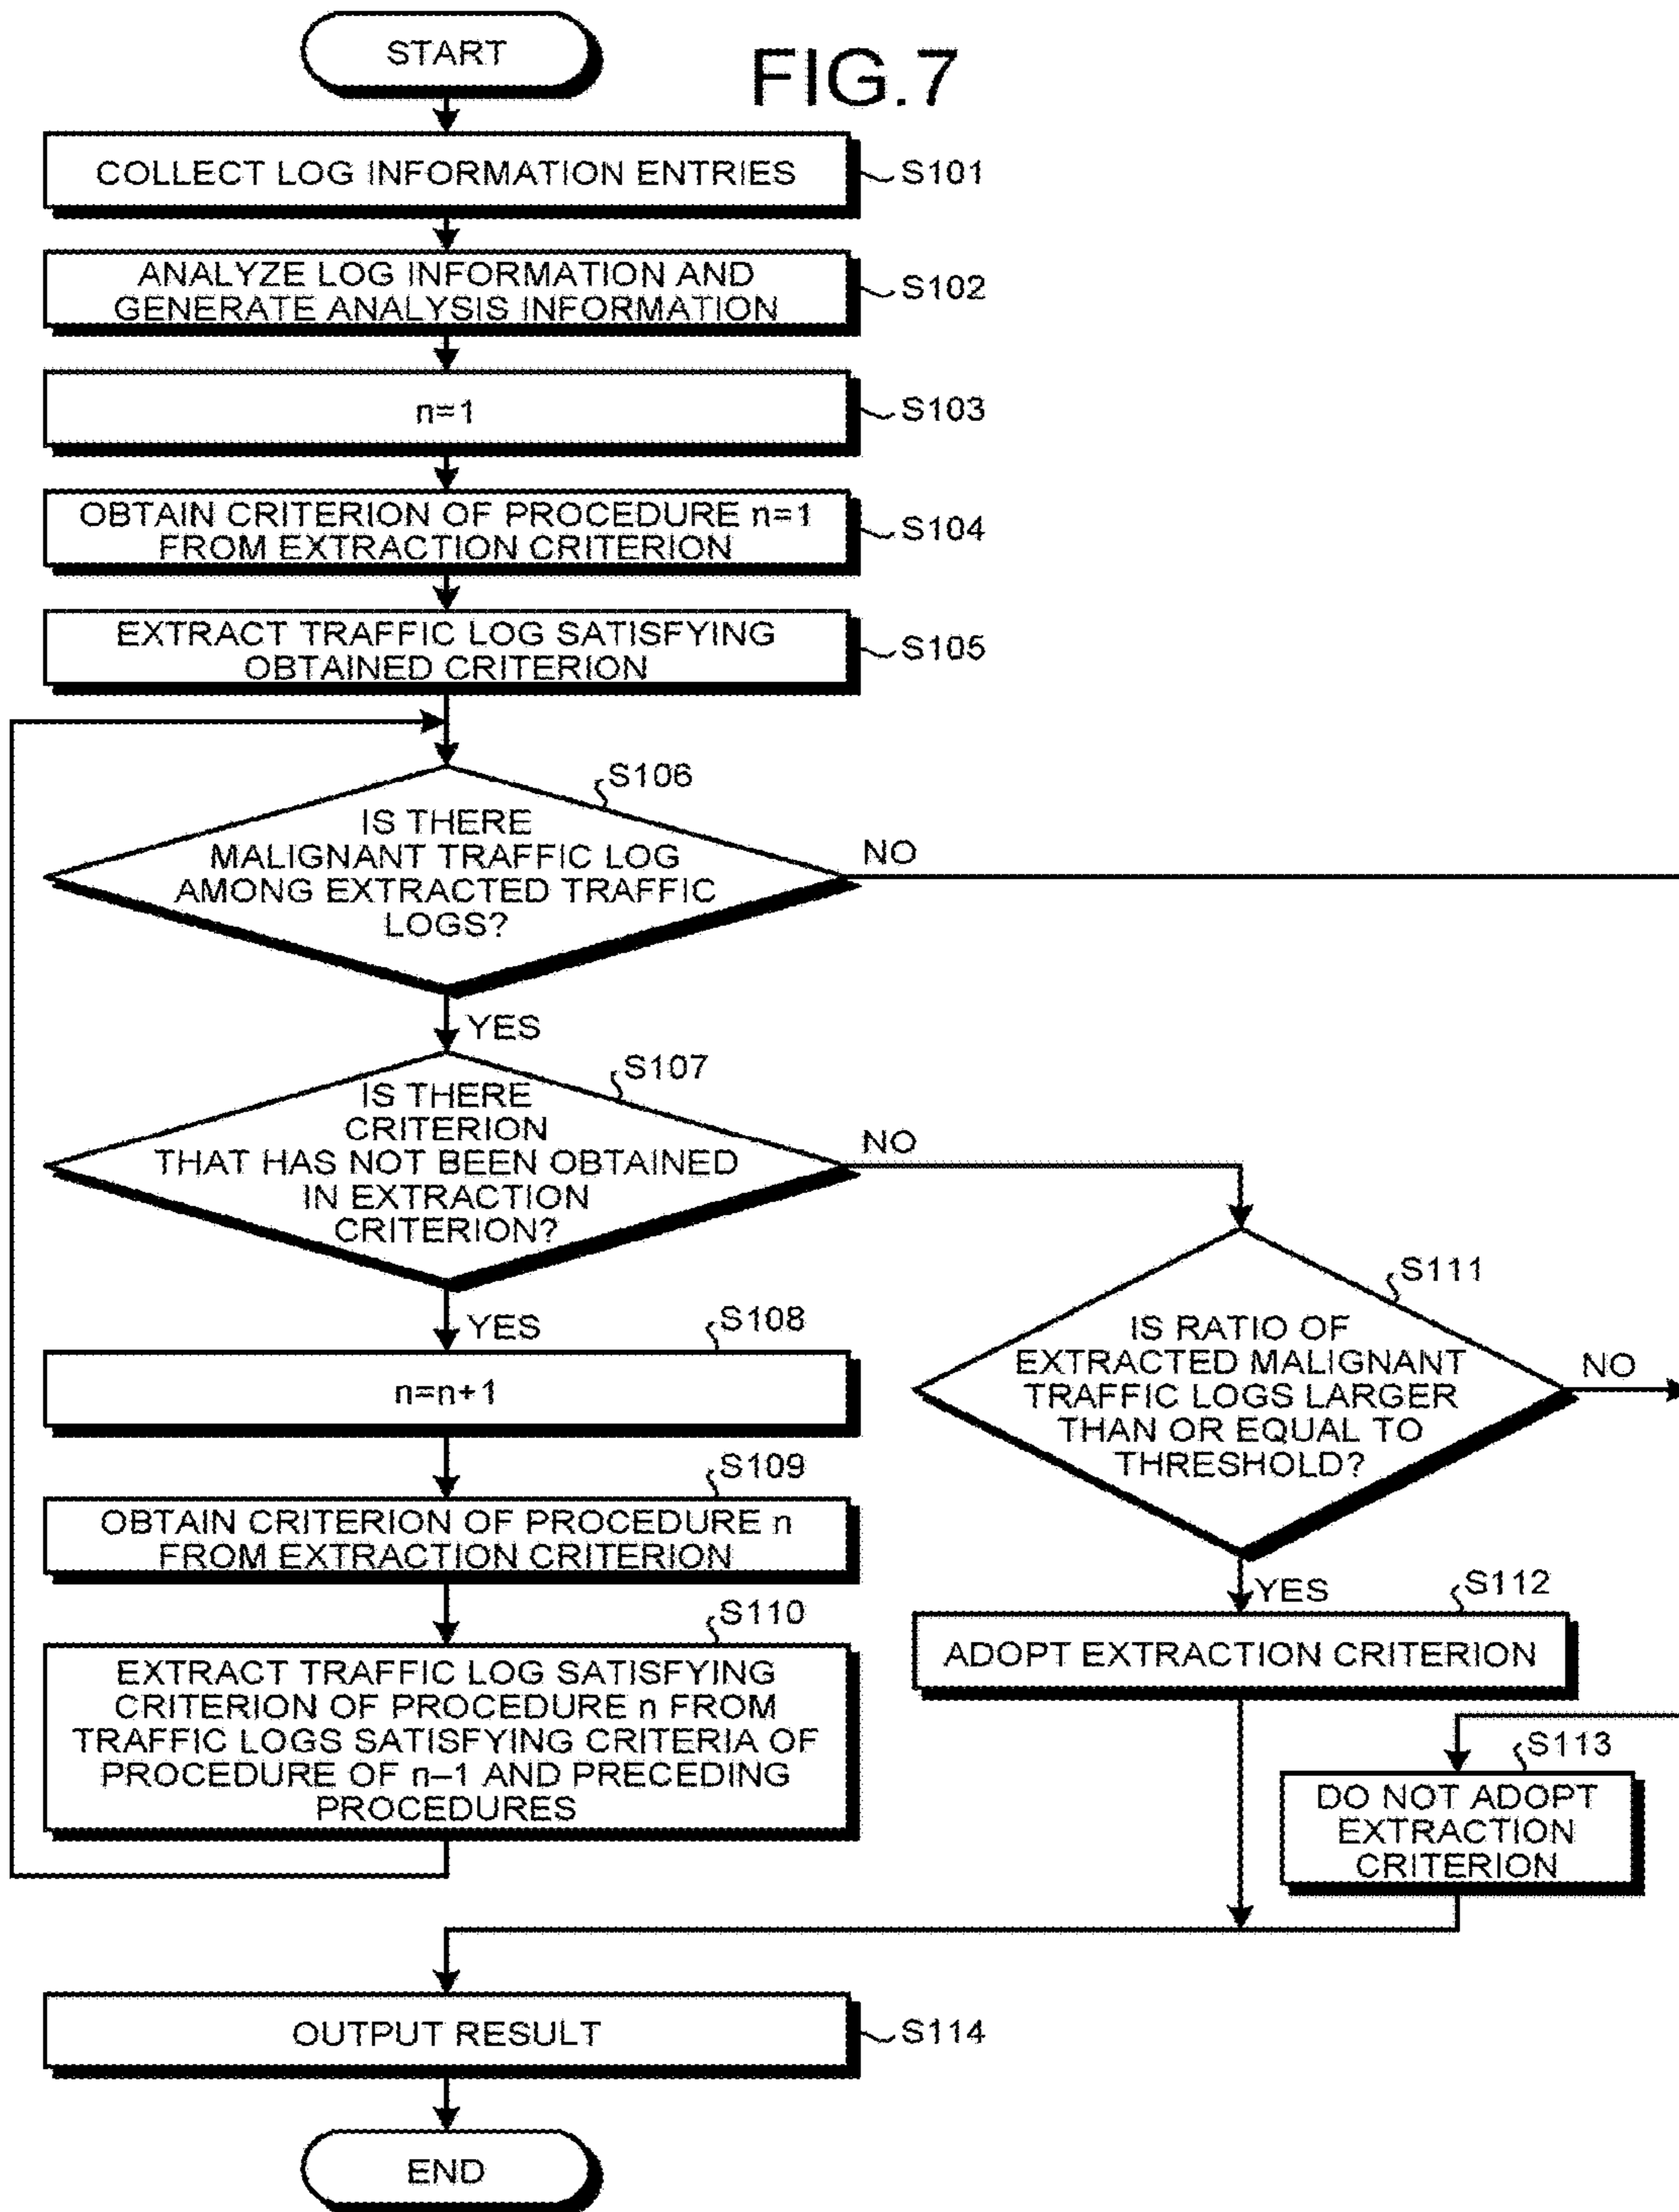 START
FIG.7
COLLECT LOG INFORMATION ENTRIES
S101
ANALYZE LOG INFORMATION AND
GENERATE ANALYSIS INFORMATION
S102
n=1
S103
OBTAIN CRITERION OF PROCEDURE n=1
FROM EXTRACTION CRITERION
S104
EXTRACT TRAFFIC LOG SATISFYING
OBTAINED CRITERION
S105
S106
IS THERE
MALIGNANT TRAFFIC LOG
AMONG EXTRACTED TRAFFIC
LOGS?
NO
YES
S107
IS THERE
CRITERION
THAT HAS NOT BEEN OBTAINED
IN EXTRACTION
CRITERION?
NO
YES
S108
n=n+1
S109
OBTAIN CRITERION OF PROCEDURE n
FROM EXTRACTION CRITERION
S110
EXTRACT TRAFFIC LOG SATISFYING
CRITERION OF PROCEDURE n FROM
TRAFFIC LOGS SATISFYING CRITERIA OF
PROCEDURE OF n–1 AND PRECEDING
PROCEDURES
S111
IS RATIO OF
EXTRACTED MALIGNANT
TRAFFIC LOGS LARGER
THAN OR EQUAL TO
THRESHOLD?
NO
YES
S112
ADOPT EXTRACTION CRITERION
S113
DO NOT ADOPT
EXTRACTION
CRITERION
OUTPUT RESULT
S114
END